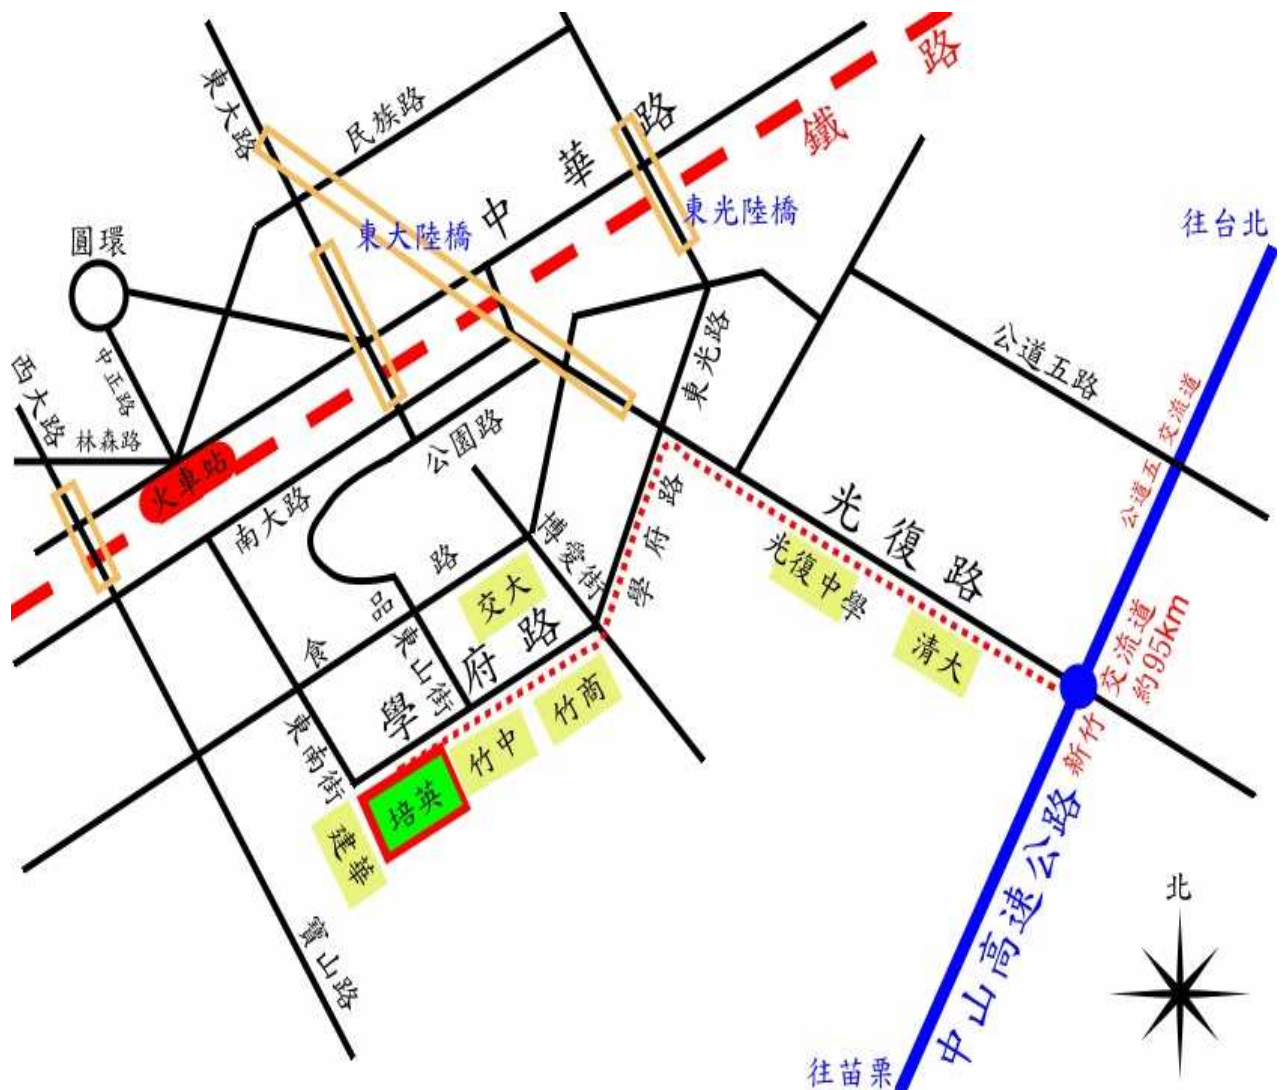 東大路
民族路
中華路
鐵路
東大陸橋
東光陸橋
往台北
圓環
中正路
西大路
林森路
火車站
東光路
公道五路
公道五 交流道
公園路
南大路
光復路
博愛街
學府路
光復中學
清大
食品路
交大
東山街
學府路
竹商
竹中
東南街
培英
建華
寶山路
新竹 交流道
約95km
中山高速公路
北
往苗栗